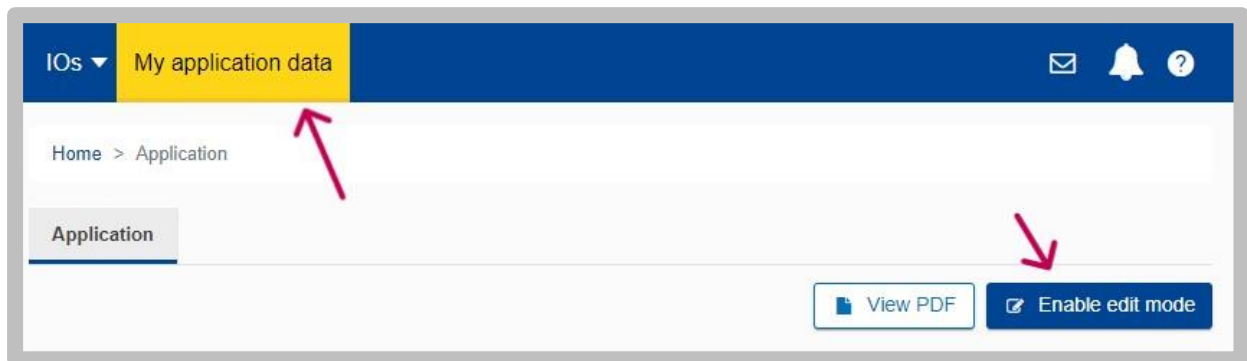 IOs My application data
Home > Application
Application
View PDF Enable edit mode